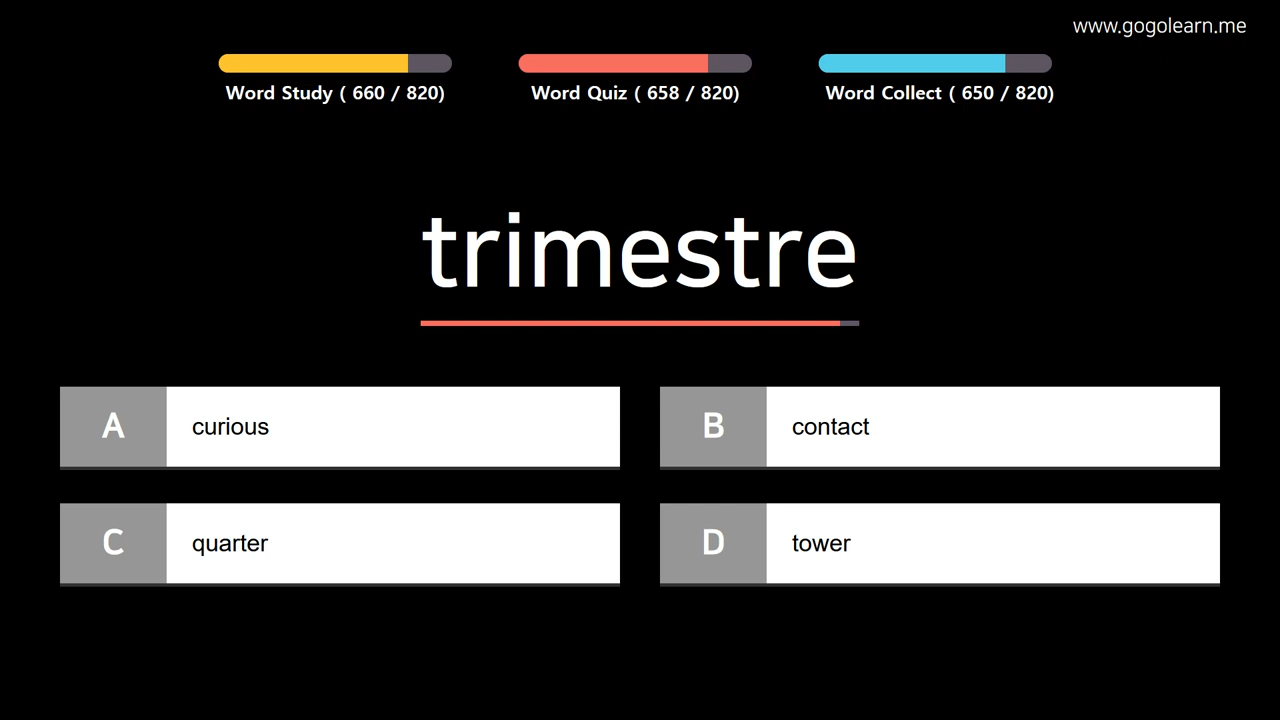 www.gogolearn.me
Word Study ( 660 / 820)
Word Quiz ( 658 / 820)
Word Collect ( 650 / 820)
trimestre
A curious
B contact
C quarter
D tower